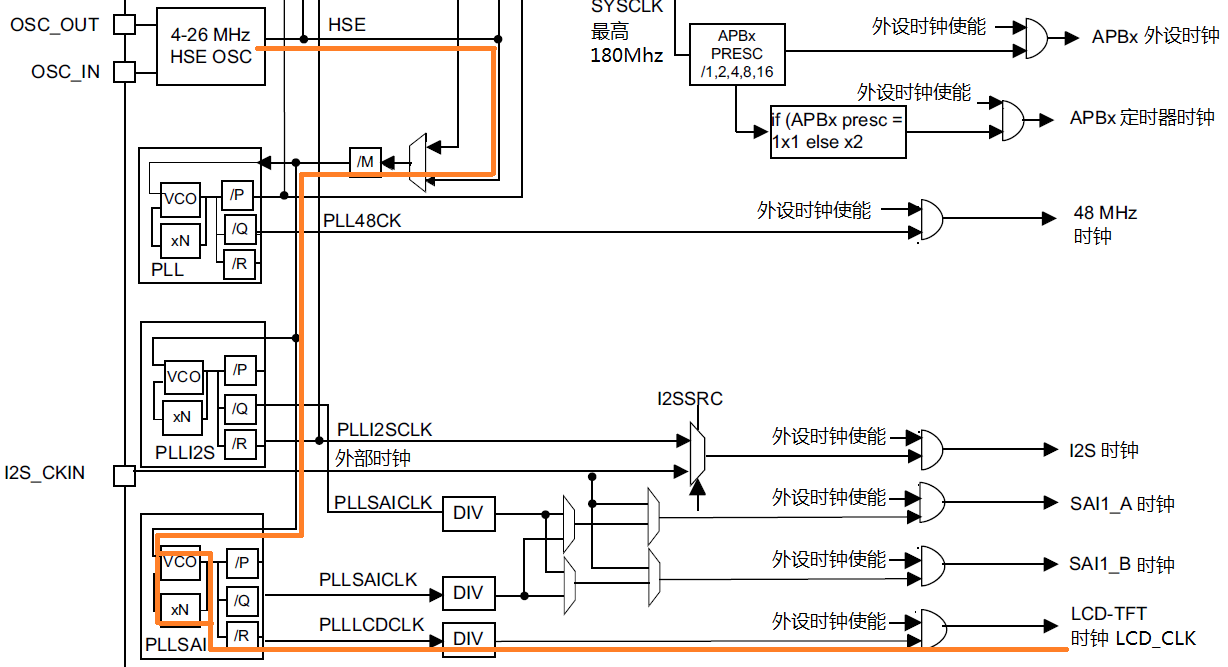 OSC_OUT
OSC_IN
4-26 MHz
HSE OSC
HSE
SYSCLK
最高
180Mhz
APBx
PRESC
/1,2,4,8,16
外设时钟使能
APBx 外设时钟
if (APBx presc =
1x1 else x2
外设时钟使能
APBx 定时器时钟
/M
VCO
xN
/P
/Q
/R
PLL
PLL48CK
外设时钟使能
48 MHz
时钟
VCO
xN
/P
/Q
/R
PLLI2S
PLLI2SCLK
I2SSRC
外设时钟使能
I2S 时钟
I2S_CKIN
外部时钟
PLLSAICLK
DIV
外设时钟使能
SAI1_A 时钟
VCO
xN
/P
/Q
/R
PLLSAI
PLLSAICLK
DIV
外设时钟使能
SAI1_B 时钟
PLLLCDCLK
DIV
外设时钟使能
LCD-TFT
时钟 LCD_CLK